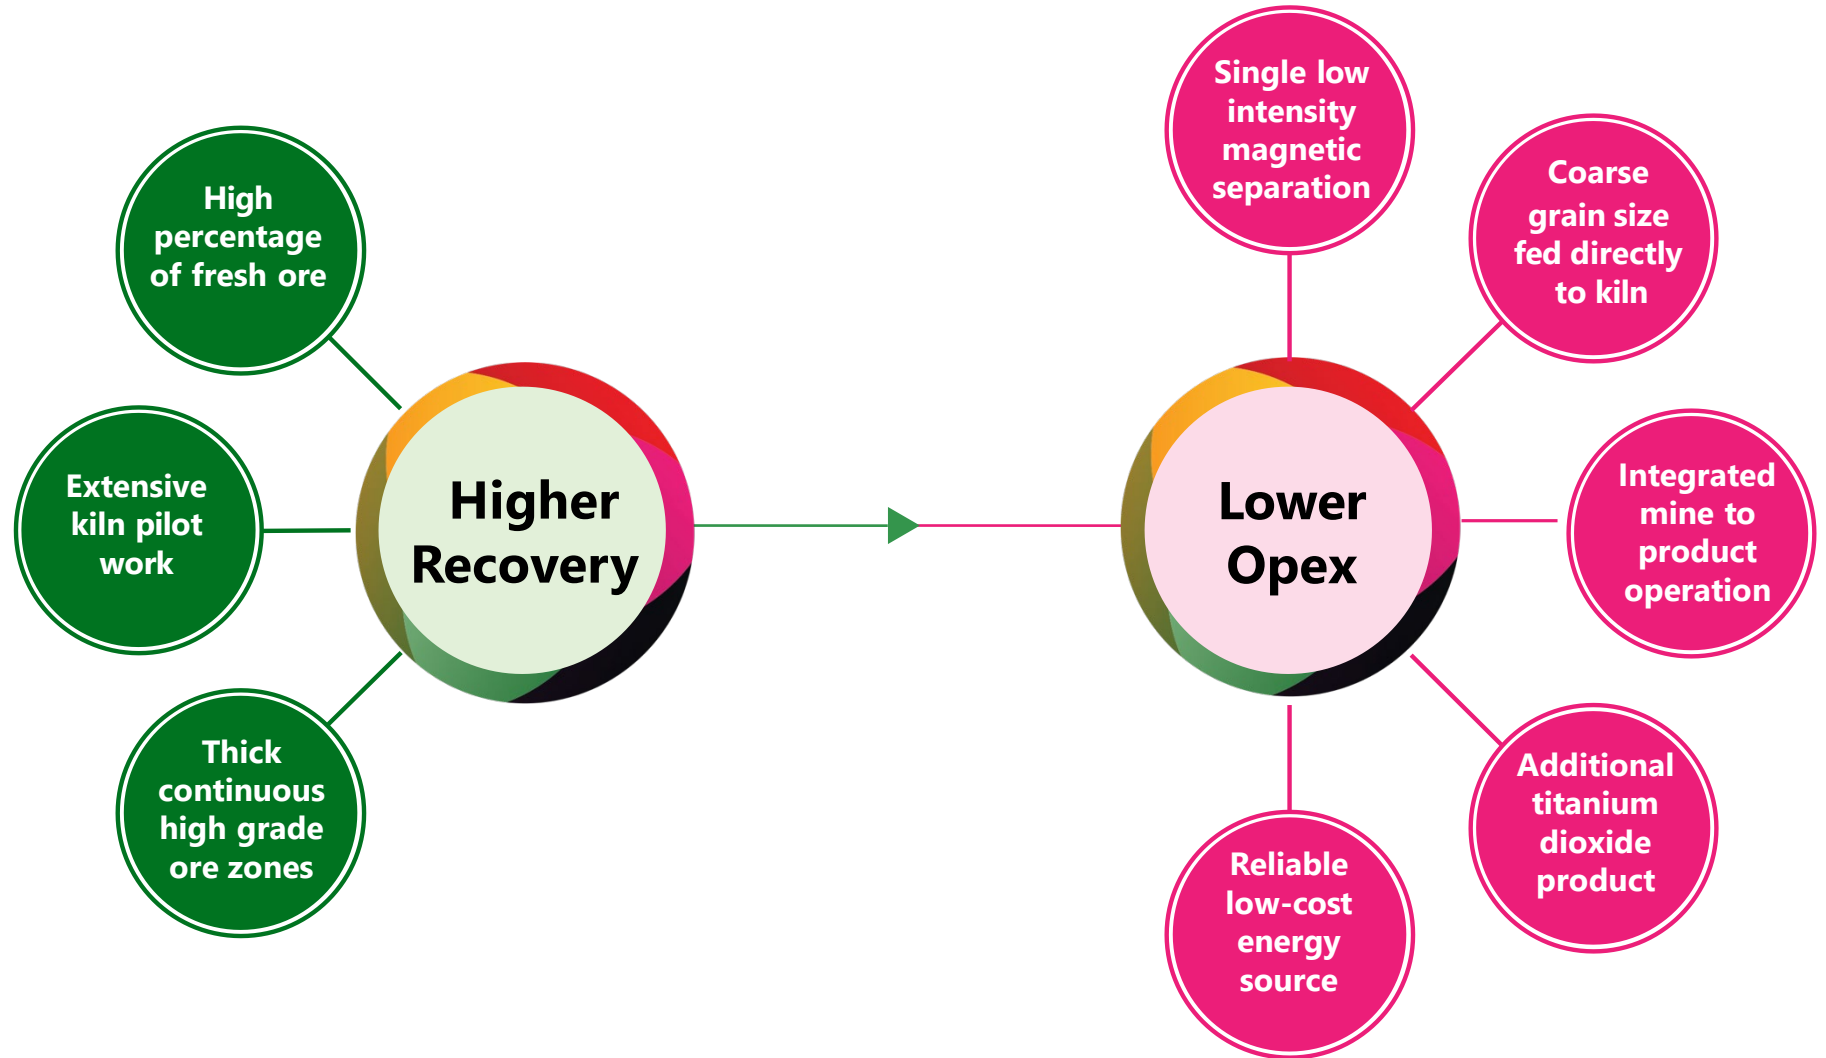 High
percentage
of fresh ore
Extensive
kiln pilot
work
Thick
continuous
high grade
ore zones
Higher
Recovery
Lower
Opex
Single low
intensity
magnetic
separation
Coarse
grain size
fed directly
to kiln
Integrated
mine to
product
operation
Additional
titanium
dioxide
product
Reliable
low-cost
energy
source